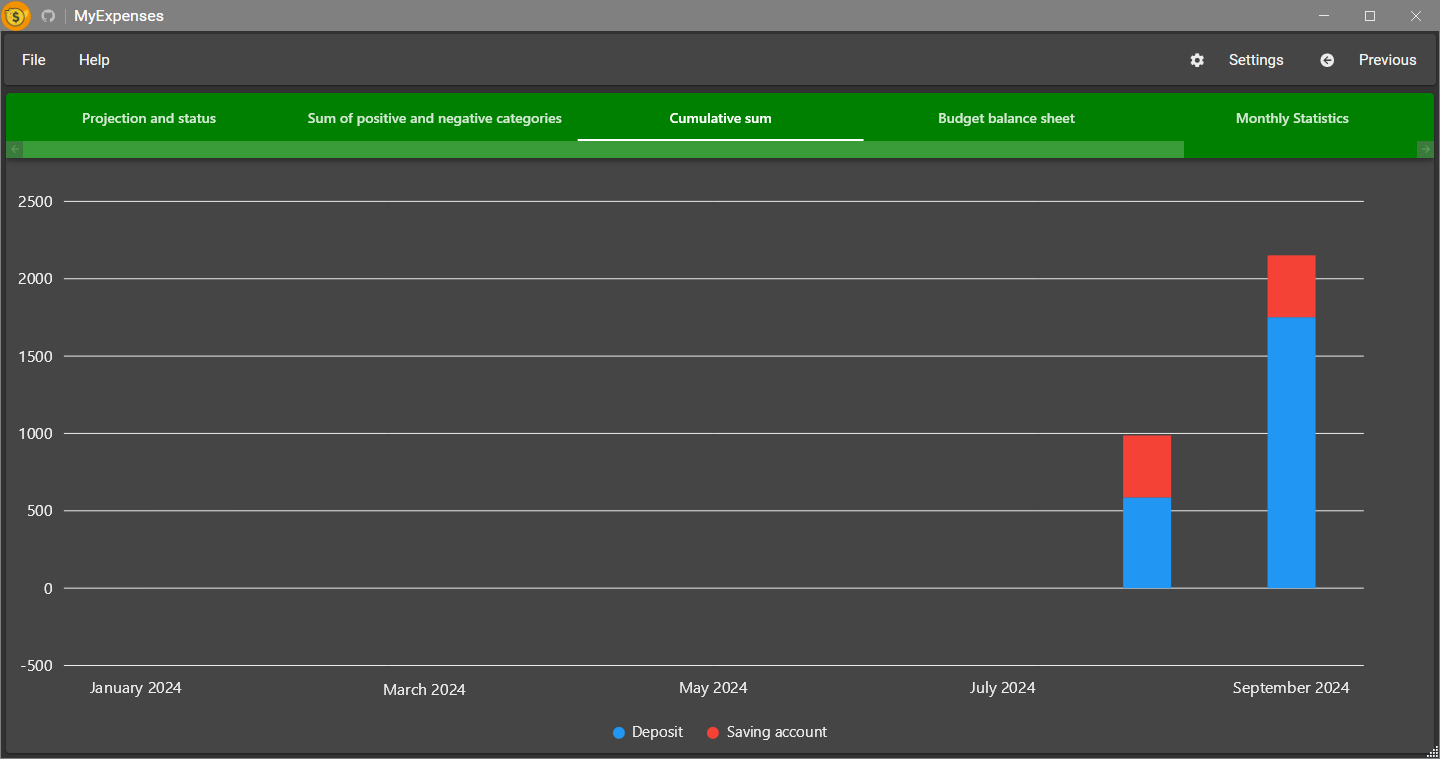 MyExpenses
File Help Settings Previous
Projection and status Sum of positive and negative categories Cumulative sum Budget balance sheet Monthly Statistics
2500
2000
1500
1000
500
0
-500
January 2024 March 2024 May 2024 July 2024 September 2024
Deposit Saving account